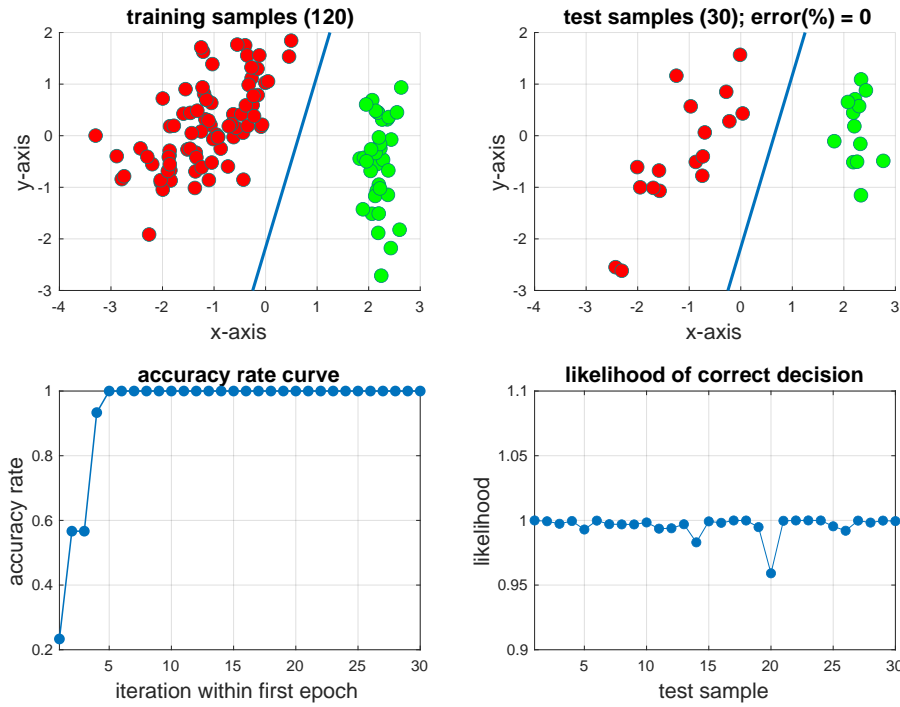 training samples (120)
2
1
0
-1
-2
-3
y-axis
-4 -3 -2 -1 0 1 2 3
x-axis
test samples (30); error(%) = 0
2
1
0
-1
-2
-3
y-axis
-4 -3 -2 -1 0 1 2 3
x-axis
accuracy rate curve
1
0.8
0.6
0.4
0.2
accuracy rate
5 10 15 20 25 30
iteration within first epoch
likelihood of correct decision
1.1
1.05
1
0.95
0.9
likelihood
5 10 15 20 25 30
test sample